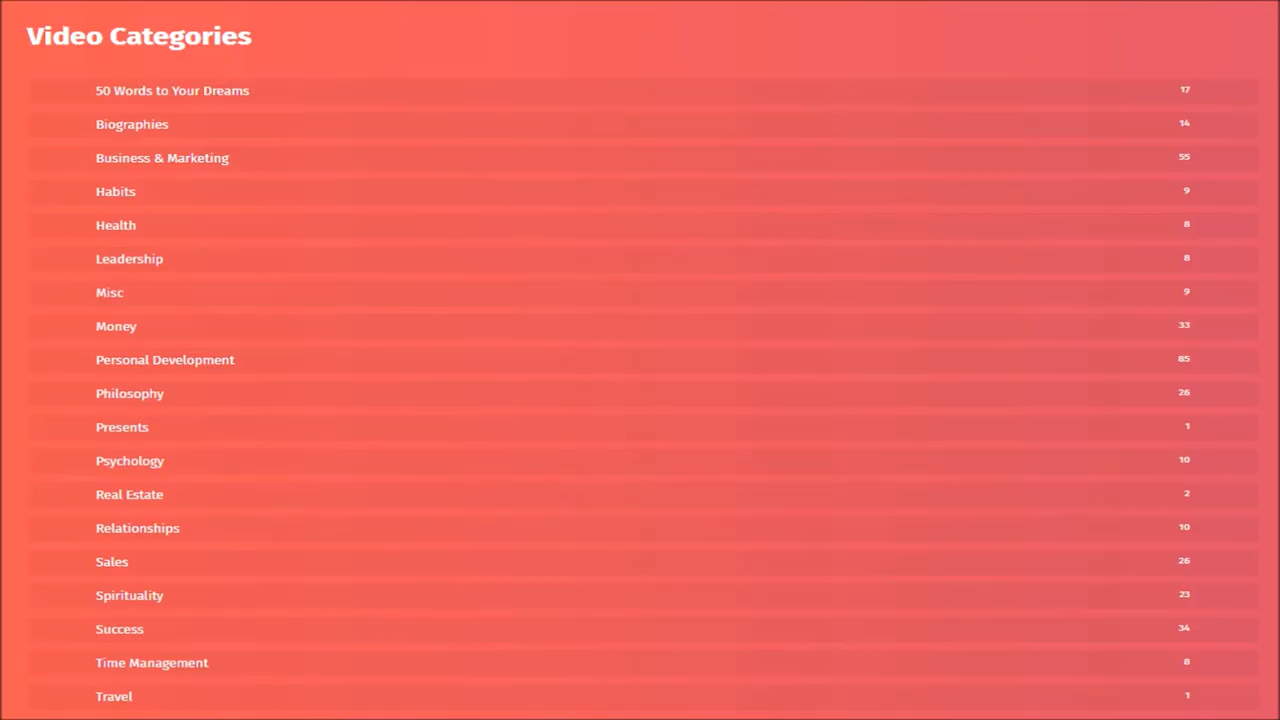 Video Categories
50 Words to Your Dreams 17
Biographies 14
Business & Marketing 55
Habits 9
Health 8
Leadership 8
Misc 9
Money 33
Personal Development 85
Philosophy 26
Presents 1
Psychology 10
Real Estate 2
Relationships 10
Sales 26
Spirituality 23
Success 34
Time Management 8
Travel 1